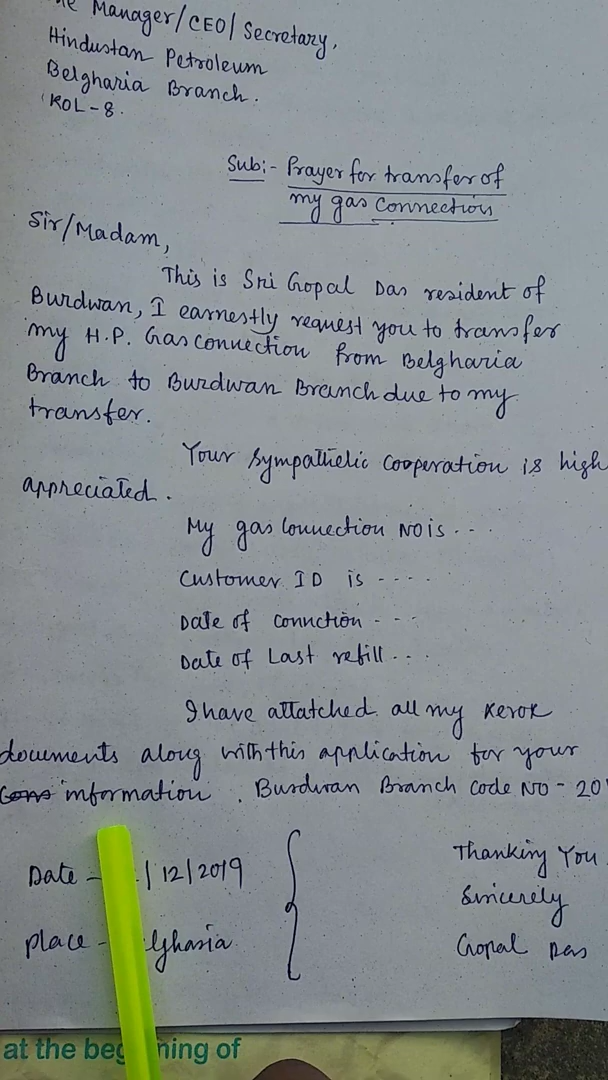 Manager/CEO/Secretary,
Hindustan Petroleum
Belgharia Branch.
KOL-8.
Sub:- Prayer for transfer of
my gas connection
Sir/Madam,
This is Sri Gopal Das resident of
Burdwan, I earnestly request you to transfer
my H.P. Gas connection from Belgharia
Branch to Burdwan Branch due to my
transfer.
Your sympathetic cooperation is high
appreciated.
My gas connection NO is ...
Customer ID is ----
Date of connction ---
Date of Last refill...
I have attatched all my xerox
documents along with this application for your
information. Burdwan Branch code NO - 20
Date - /12/2019
Place - lgharia
Thanking You.
Sincerely
Gopal Das
at the beg ning of